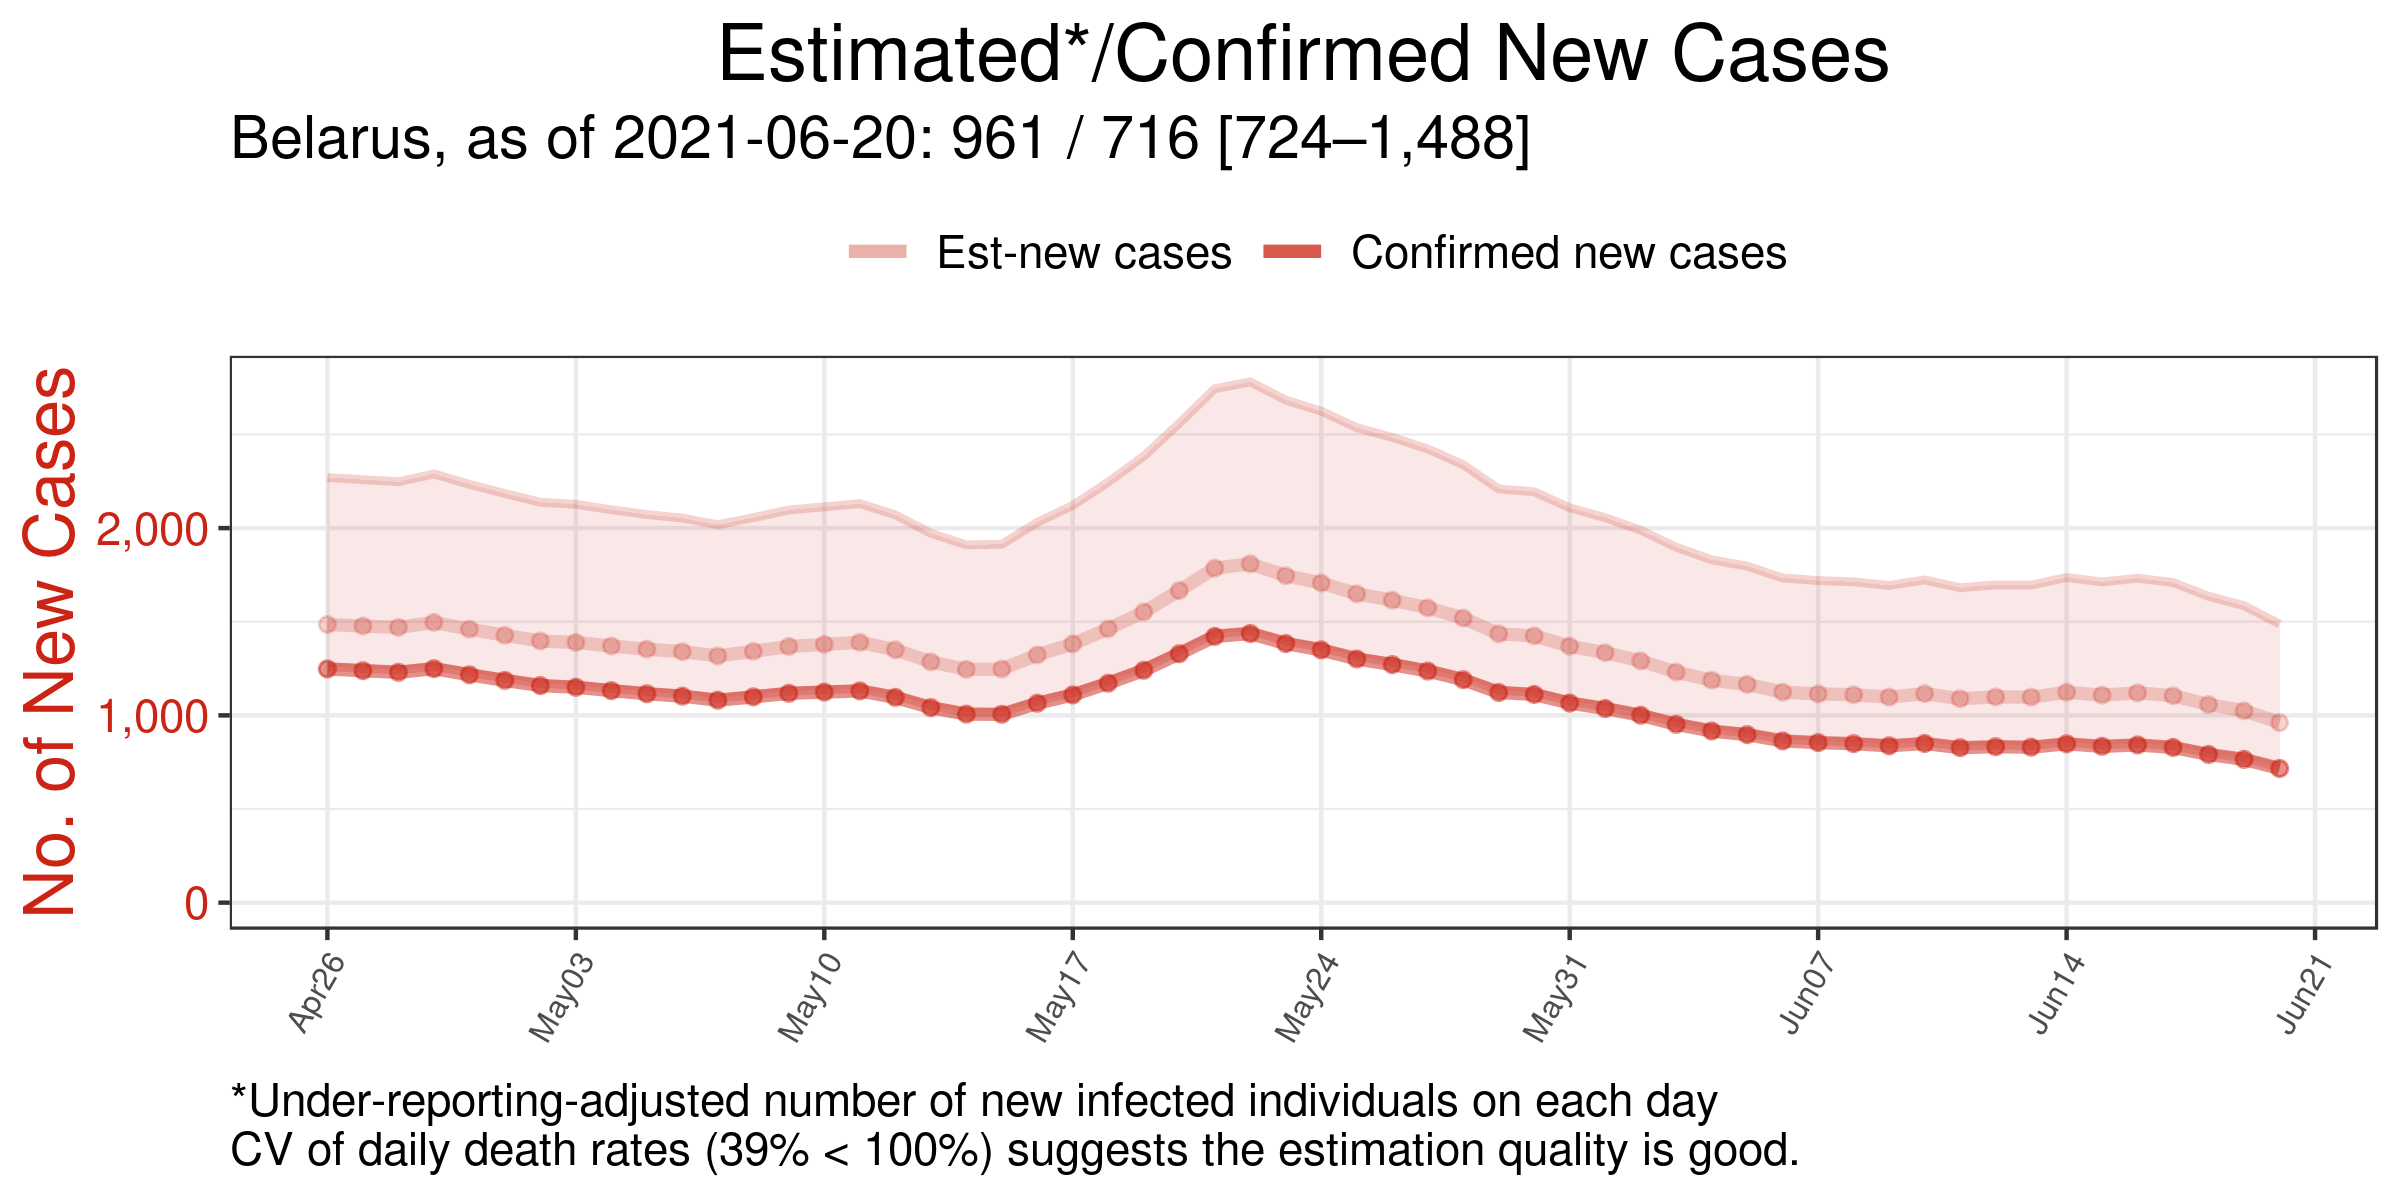 Estimated*/Confirmed New Cases
Belarus, as of 2021-06-20: 961 / 716 [724–1,488]
Est-new cases
Confirmed new cases
No. of New Cases
2,000
1,000
0
Apr26
May03
May10
May17
May24
May31
Jun07
Jun14
Jun21
*Under-reporting-adjusted number of new infected individuals on each day
CV of daily death rates (39% < 100%) suggests the estimation quality is good.